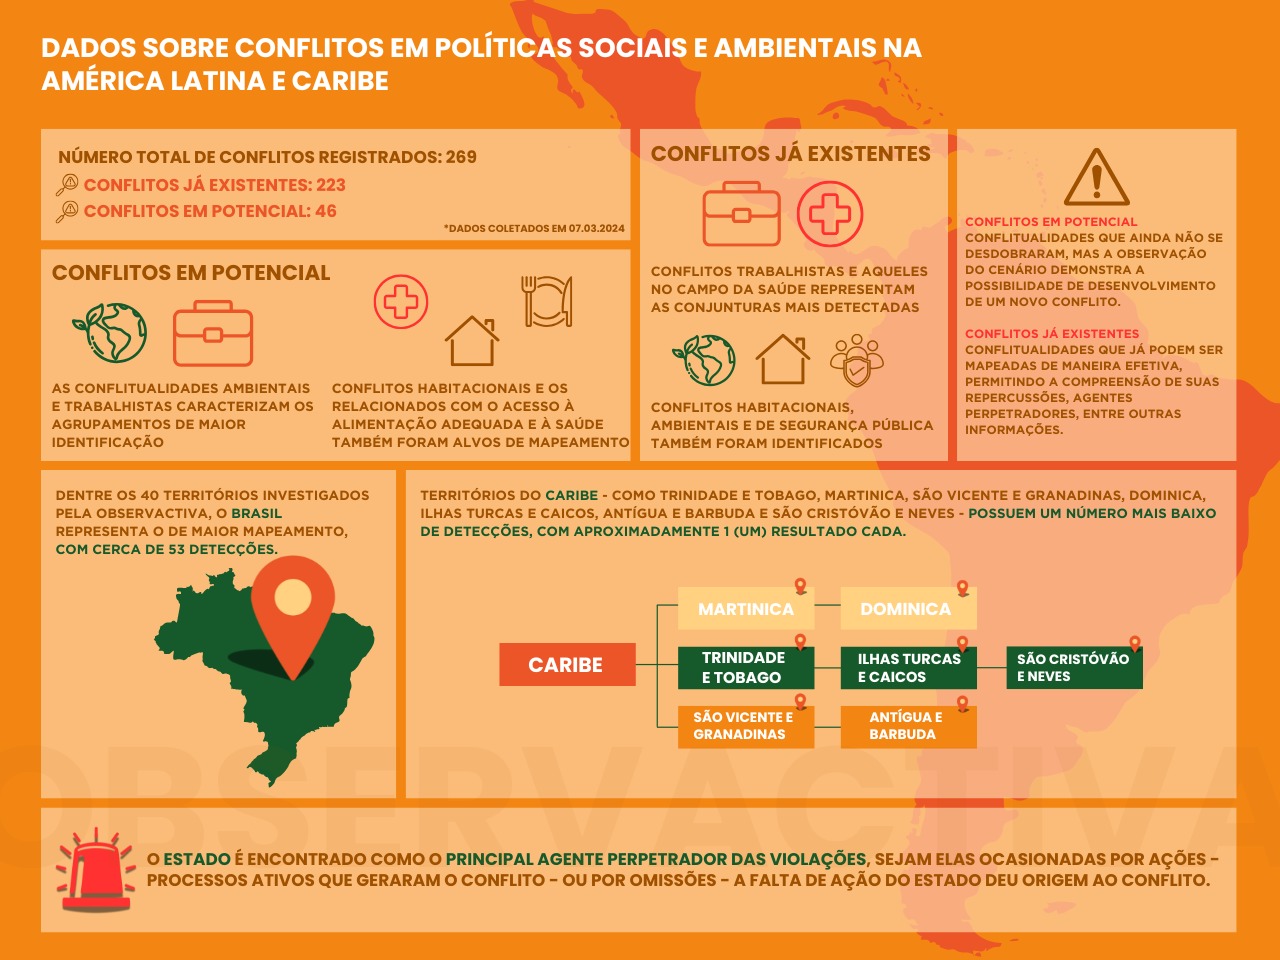 DADOS SOBRE CONFLITOS EM POLÍTICAS SOCIAIS E AMBIENTAIS NA
AMÉRICA LATINA E CARIBE
NÚMERO TOTAL DE CONFLITOS REGISTRADOS: 269
CONFLITOS JÁ EXISTENTES: 223
CONFLITOS EM POTENCIAL: 46
*DADOS COLETADOS EM 07.03.2024
CONFLITOS EM POTENCIAL
AS CONFLITUALIDADES AMBIENTAIS
E TRABALHISTAS CARACTERIZAM OS
AGRUPAMENTOS DE MAIOR
IDENTIFICAÇÃO
CONFLITOS HABITACIONAIS E OS
RELACIONADOS COM O ACESSO À
ALIMENTAÇÃO ADEQUADA E À SAÚDE
TAMBÉM FORAM ALVOS DE MAPEAMENTO
CONFLITOS JÁ EXISTENTES
CONFLITOS TRABALHISTAS E AQUELES
NO CAMPO DA SAÚDE REPRESENTAM
AS CONJUNTURAS MAIS DETECTADAS
CONFLITOS HABITACIONAIS,
AMBIENTAIS E DE SEGURANÇA PÚBLICA
TAMBÉM FORAM IDENTIFICADOS
CONFLITOS EM POTENCIAL
CONFLITUALIDADES QUE AINDA NÃO SE
DESDOBRARAM, MAS A OBSERVAÇÃO
DO CENÁRIO DEMONSTRA A
POSSIBILIDADE DE DESENVOLVIMENTO
DE UM NOVO CONFLITO.
CONFLITOS JÁ EXISTENTES
CONFLITUALIDADES QUE JÁ PODEM SER
MAPEADAS DE MANEIRA EFETIVA,
PERMITINDO A COMPREENSÃO DE SUAS
REPERCUSSÕES, AGENTES
PERPETRADORES, ENTRE OUTRAS
INFORMAÇÕES.
DENTRE OS 40 TERRITÓRIOS INVESTIGADOS
PELA OBSERVACTIVA, O BRASIL
REPRESENTA O DE MAIOR MAPEAMENTO,
COM CERCA DE 53 DETECÇÕES.
TERRITÓRIOS DO CARIBE - COMO TRINIDADE E TOBAGO, MARTINICA, SÃO VICENTE E GRANADINAS, DOMINICA,
ILHAS TURCAS E CAICOS, ANTÍGUA E BARBUDA E SÃO CRISTÓVÃO E NEVES - POSSUEM UM NÚMERO MAIS BAIXO
DE DETECÇÕES, COM APROXIMADAMENTE 1 (UM) RESULTADO CADA.
CARIBE
MARTINICA
DOMINICA
TRINIDADE
E TOBAGO
ILHAS TURCAS
E CAICOS
SÃO CRISTÓVÃO
E NEVES
SÃO VICENTE E
GRANADINAS
ANTÍGUA E
BARBUDA
OBSERVACTIVA
O ESTADO É ENCONTRADO COMO O PRINCIPAL AGENTE PERPETRADOR DAS VIOLAÇÕES, SEJAM ELAS OCASIONADAS POR AÇÕES –
PROCESSOS ATIVOS QUE GERARAM O CONFLITO – OU POR OMISSÕES – A FALTA DE AÇÃO DO ESTADO DEU ORIGEM AO CONFLITO.